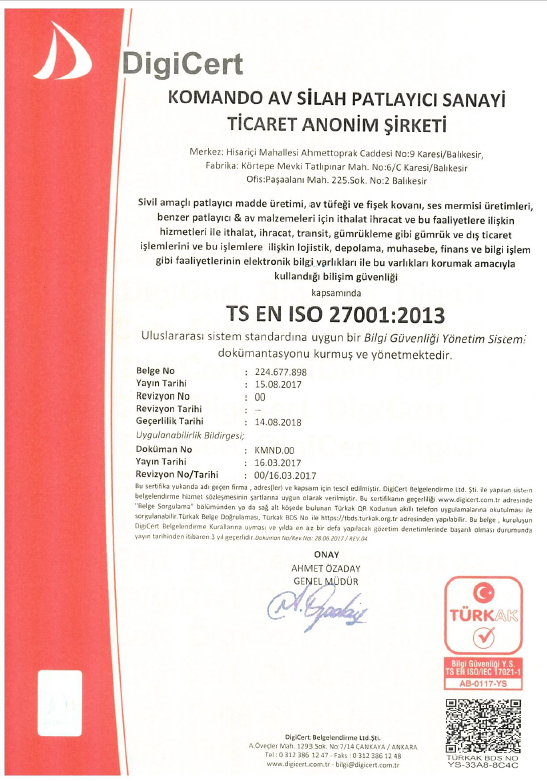 DigiCert
KOMANDO AV SİLAH PATLAYICI SANAYİ
TİCARET ANONİM ŞİRKETİ
Merkez: Hisariçi Mahallesi Ahmettoprak Caddesi No:9 Karesi/Balıkesir,
Fabrika: Körtepe Mevki Tatlıpınar Mah. No:6/C Karesi/Balıkesir
Ofis:Paşaalanı Mah. 225.Sok. No:2 Balıkesir
Sivil amaçlı patlayıcı madde üretimi, av tüfeği ve fişek kovanı, ses mermisi üretimleri,
benzer patlayıcı & av malzemeleri için ithalat ihracat ve bu faaliyetlere ilişkin
hizmetleri ile ithalat, ihracat, transit, gümrükleme gibi gümrük ve dış ticaret
işlemlerini ve bu işlemlere ilişkin lojistik, depolama, muhasebe, finans ve bilgi işlem
gibi faaliyetlerinin elektronik bilgi varlıkları ile bu varlıkları korumak amacıyla
kullandığı bilişim güvenliği
kapsamında
TS EN ISO 27001:2013
Uluslararası sistem standardına uygun bir Bilgi Güvenliği Yönetim Sistemi
dokümantasyonu kurmuş ve yönetmektedir.
Belge No : 224.677.898
Yayın Tarihi : 15.08.2017
Revizyon No : 00
Revizyon Tarihi : --
Geçerlilik Tarihi : 14.08.2018
Uygulanabilirlik Bildirgesi;
Doküman No : KMND.00
Yayın Tarihi : 16.03.2017
Revizyon No/Tarihi : 00/16.03.2017
Bu sertifika yukarıda adı geçen firma , adres(ler) ve kapsam için tescil edilmiştir. DigiCert Belgelendirme Ltd. Şti. ile yapılan sistem
belgelendirme hizmet sözleşmesinin şartlarına uygun olarak verilmiştir. Bu sertifikanın geçerliliği www.digicert.com.tr adresinde
"Belge Sorgulama" bölümünden ya da sağ alt köşede bulunan Türkak QR Kodunun akıllı telefon uygulamalarına okutulması ile
sorgulanabilir.Türkak Belge Doğrulaması, Türkak BDS No ile https://tbds.turkak.org.tr adresinden yapılabilir. Bu belge , kuruluşun
DigiCert Belgelendirme Kurallarına uyması ve yılda en az bir defa yapılacak gözetim denetimlerinde başarılı olması durumunda
yayın tarihinden itibaren 1 yıl geçerlidir.Doküman No/Rev No: 28.06.2017 / REV.04
ONAY
AHMET ÖZADAY
GENEL MÜDÜR
A. Özaday
TÜRKAK
Bilgi Güvenliği Y.S.
TS EN ISO/IEC 17021-1
AB-0117-YS
TÜRKAK BDS NO
YS-33A8-8C4C
DigiCert Belgelendirme Ltd.Şti.
A.Öveçler Mah. 1293.Sok. No:7/14 ÇANKAYA / ANKARA
Tel : 0 312 386 12 47 - Faks : 0 312 386 12 48
www.digicert.com.tr - bilgi@digicert.com.tr